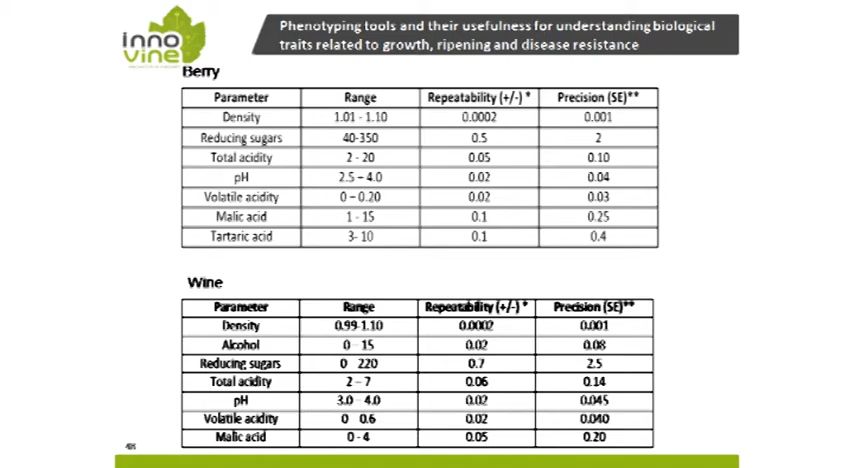 inno
vine
Phenotyping tools and their usefulness for understanding biological
traits related to growth, ripening and disease resistance
Berry
Parameter Range Repeatability (+/-) * Precision (SE)**
Density 1.01 - 1.10 0.0002 0.001
Reducing sugars 40-350 0.5 2
Total acidity 2 - 20 0.05 0.10
pH 2.5 – 4.0 0.02 0.04
Volatile acidity 0 – 0.20 0.02 0.03
Malic acid 1 - 15 0.1 0.25
Tartaric acid 3- 10 0.1 0.4
Wine
Parameter Range Repeatability (+/-) * Precision (SE)**
Density 0.99-1.10 0.0002 0.001
Alcohol 0 – 15 0.02 0.08
Reducing sugars 0 220 0.7 2.5
Total acidity 2 – 7 0.06 0.14
pH 3.0 – 4.0 0.02 0.045
Volatile acidity 0 0.6 0.02 0.040
Malic acid 0 - 4 0.05 0.20